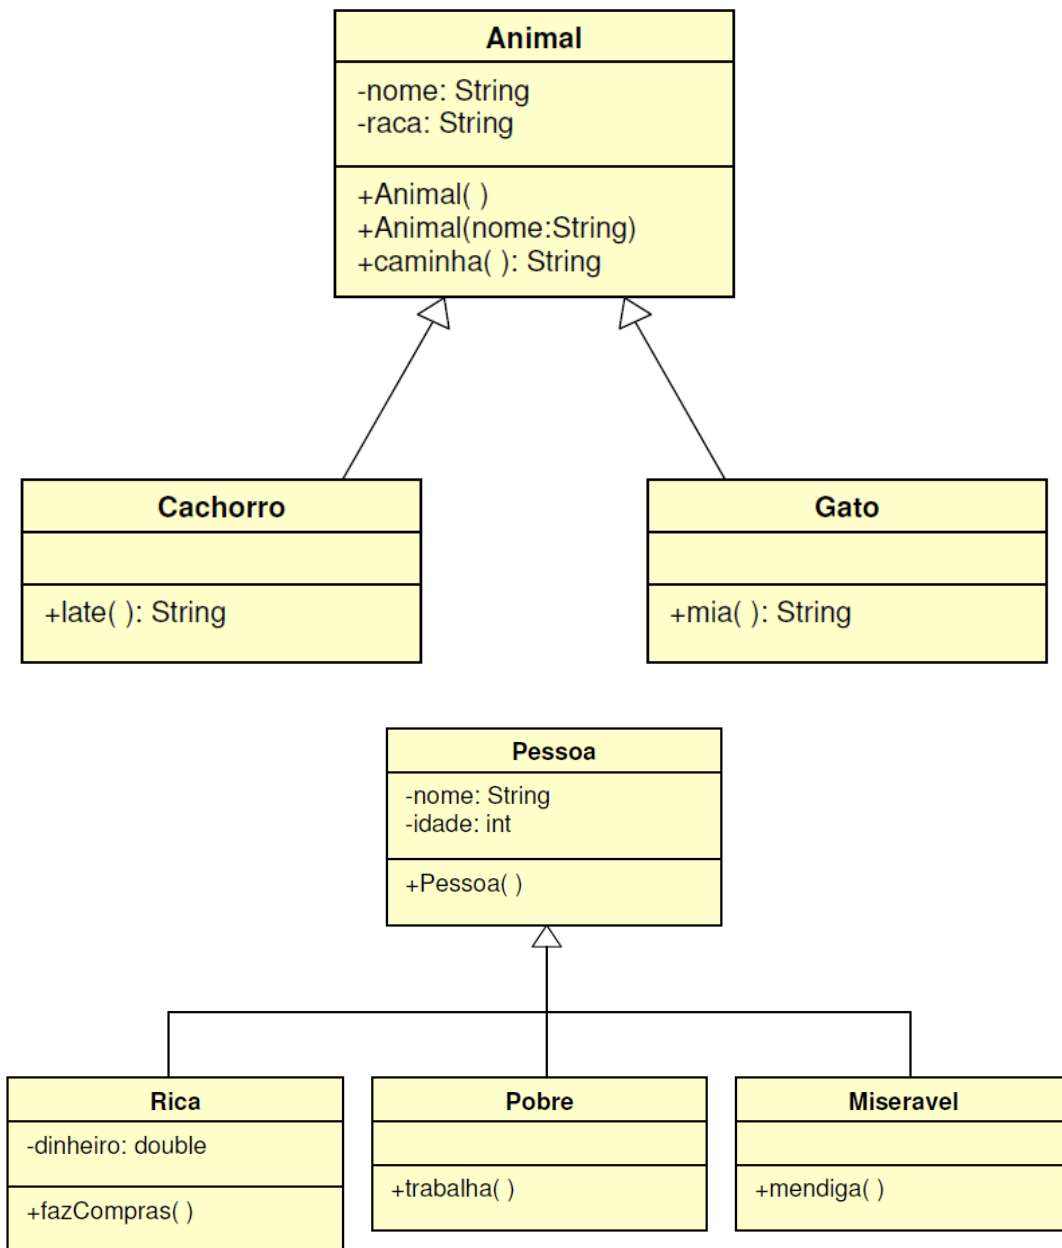 Animal
-nome: String
-raca: String
+Animal( )
+Animal(nome:String)
+caminha( ): String
Cachorro
+late( ): String
Gato
+mia( ): String
Pessoa
-nome: String
-idade: int
+Pessoa( )
Rica
-dinheiro: double
+fazCompras( )
Pobre
+trabalha( )
Miseravel
+mendiga( )